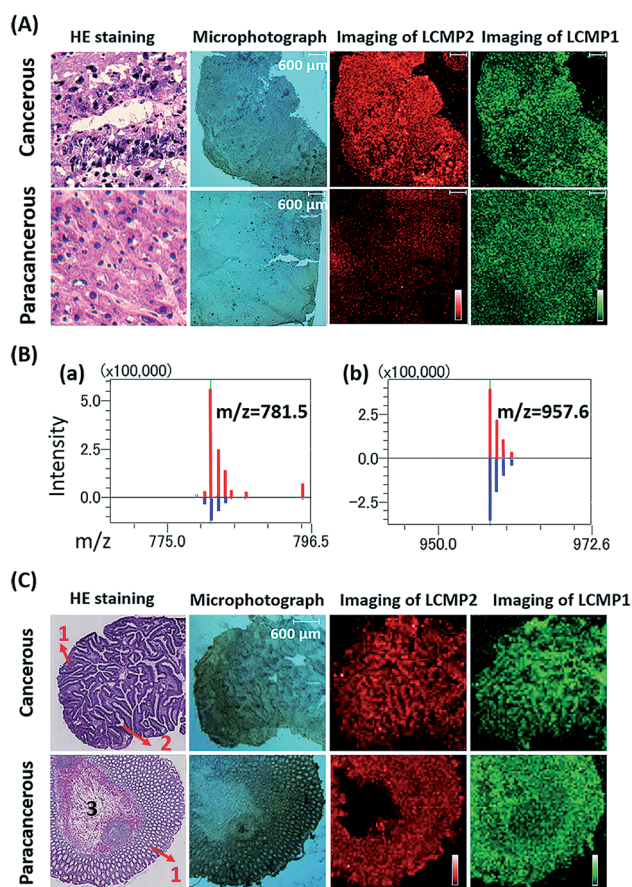 (A)
HE staining Microphotograph Imaging of LCMP2 Imaging of LCMP1
Cancerous
600 μm
Paracancerous
600 μm
(B)
(a) (x100,000)
5.0
2.5
0.0
Intensity
m/z=781.5
m/z 775.0 796.5
(b) (x100,000)
2.5
0.0
−2.5
m/z=957.6
950.0 972.6
(C)
HE staining Microphotograph Imaging of LCMP2 Imaging of LCMP1
Cancerous
1
2
600 μm
Paracancerous
3
1